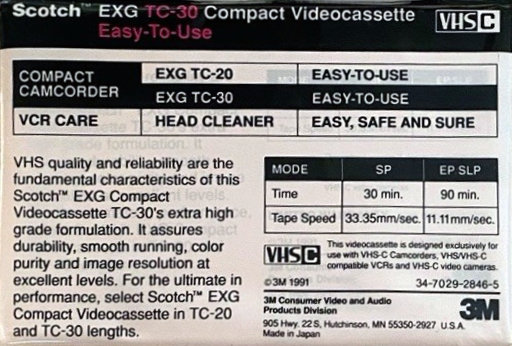 Scotch™ EXG TC-30 Compact Videocassette
Easy-To-Use
VHS C
COMPACT CAMCORDER
EXG TC-20 EASY-TO-USE
EXG TC-30 EASY-TO-USE
VCR CARE HEAD CLEANER EASY, SAFE AND SURE
VHS quality and reliability are the
fundamental characteristics of this
Scotch™ EXG Compact
Videocassette TC-30's extra high
grade formulation. It assures
durability, smooth running, color
purity and image resolution at
excellent levels. For the ultimate in
performance, select Scotch™ EXG
Compact Videocassette in TC-20
and TC-30 lengths.
MODE SP EP SLP
Time 30 min. 90 min.
Tape Speed 33.35mm/sec. 11.11mm/sec.
VHS C
This videocassette is designed exclusively for
use with VHS-C Camcorders, VHS/VHS-C
compatible VCRs and VHS-C video cameras.
©3M 1991 34-7029-2846-5
3M Consumer Video and Audio
Products Division
905 Hwy. 22 S, Hutchinson, MN 55350-2927 U.S.A.
Made in Japan
3M